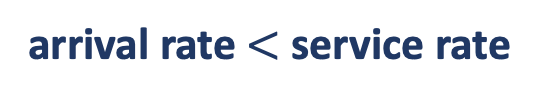 arrival rate < service rate